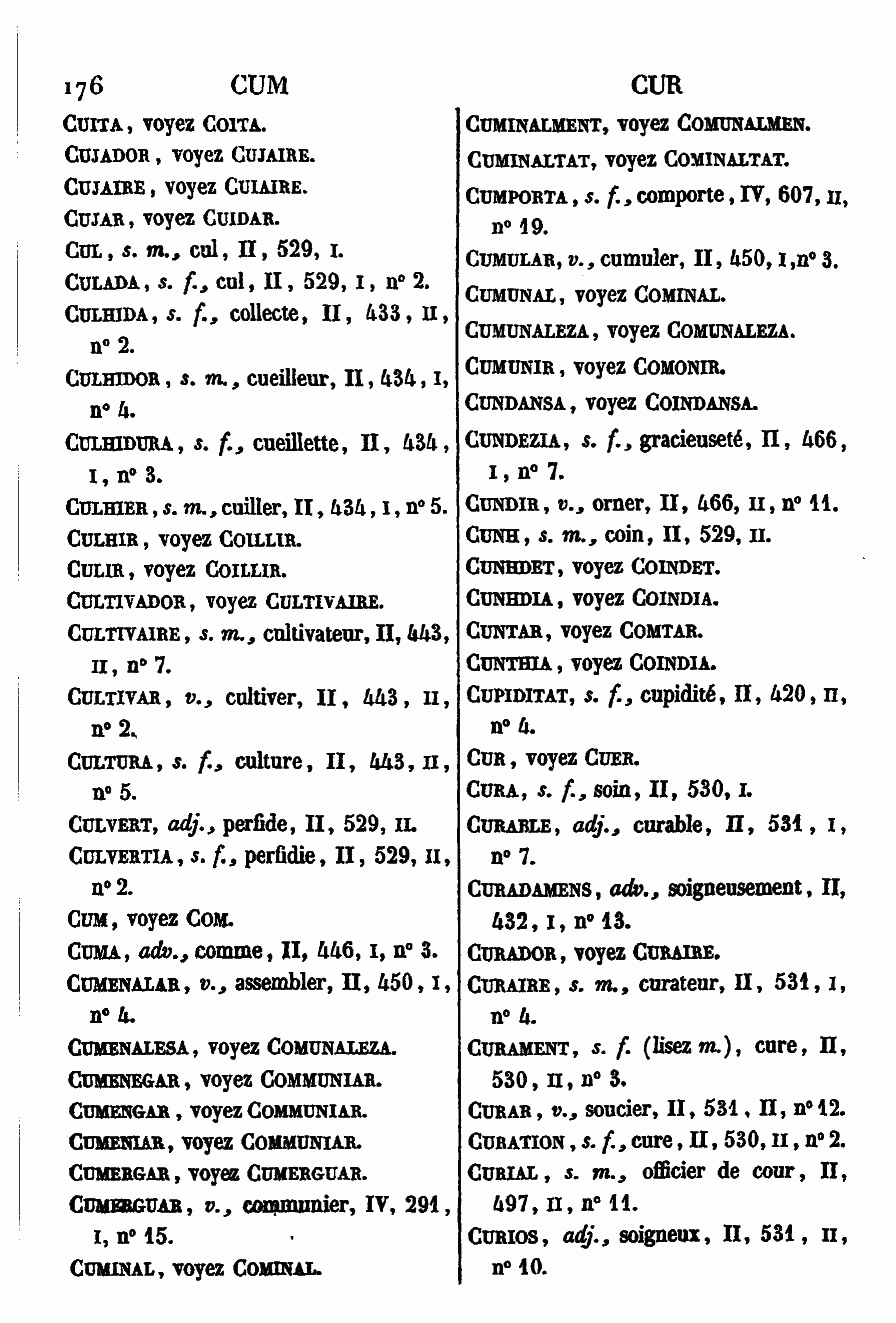 176 CUM CUR
CUITA, voyez COITA.
CUJADOR, voyez CUJAIRE.
CUJAIRE, voyez CUIAIRE.
CUJAR, voyez CUIDAR.
CUL, s. m., cul, II, 529, I.
CULADA, s. f., cul, II, 529, I, n° 2.
CULHIDA, s. f., collecte, II, 433, II,
n° 2.
CULHIDOR, s. m., cueilleur, II, 434, I,
n° 4.
CULHIDURA, s. f., cueillette, II, 434,
I, n° 3.
CULHIER, s. m., cuiller, II, 434, I, n° 5.
CULHIR, voyez COILLIR.
CULIR, voyez COILLIR.
CULTIVADOR, voyez CULTIVAIRE.
CULTIVAIRE, s. m., cultivateur, II, 443,
II, n° 7.
CULTIVAR, v., cultiver, II, 443, II,
n° 2.
CULTURA, s. f., culture, II, 443, II,
n° 5.
CULVERT, adj., perfide, II, 529, II.
CULVERTIA, s. f., perfidie, II, 529, II,
n° 2.
CUM, voyez COM.
CUMA, adv., comme, II, 446, I, n° 3.
CUMENALAR, v., assembler, II, 450, I,
n° 4.
CUMENALESA, voyez COMUNALEZA.
CUMENEGAR, voyez COMMUNIAR.
CUMENGAR, voyez COMMUNIAR.
CUMENIAR, voyez COMMUNIAR.
CUMERGAR, voyez CUMERGUAR.
CUMERGUAR, v., communier, IV, 291,
I, n° 15.
CUMINAL, voyez COMINAL.
CUMINALMENT, voyez COMUNALMEN.
CUMINALTAT, voyez COMINALTAT.
CUMPORTA, s. f., comporte, IV, 607, II,
n° 19.
CUMULAR, v., cumuler, II, 450, I, n° 3.
CUMUNAL, voyez COMINAL.
CUMUNALEZA, voyez COMUNALEZA.
CUMUNIR, voyez COMONIR.
CUNDANSA, voyez COINDANSA.
CUNDEZIA, s. f., gracieuseté, II, 466,
I, n° 7.
CUNDIR, v., orner, II, 466, II, n° 11.
CUNH, s. m., coin, II, 529, II.
CUNHDET, voyez COINDET.
CUNHDIA, voyez COINDIA.
CUNTAR, voyez COMTAR.
CUNTHIA, voyez COINDIA.
CUPIDITAT, s. f., cupidité, II, 420, II,
n° 4.
CUR, voyez CUER.
CURA, s. f., soin, II, 530, I.
CURABLE, adj., curable, II, 531, I,
n° 7.
CURADAMENS, adv., soigneusement, II,
432, I, n° 13.
CURADOR, voyez CURAIRE.
CURAIRE, s. m., curateur, II, 531, I,
n° 4.
CURAMENT, s. f. (lisez m.), cure, II,
530, II, n° 3.
CURAR, v., soucier, II, 531, II, n° 12.
CURATION, s. f., cure, II, 530, II, n° 2.
CURIAL, s. m., officier de cour, II,
497, II, n° 11.
CURIOS, adj., soigneux, II, 531, II,
n° 10.